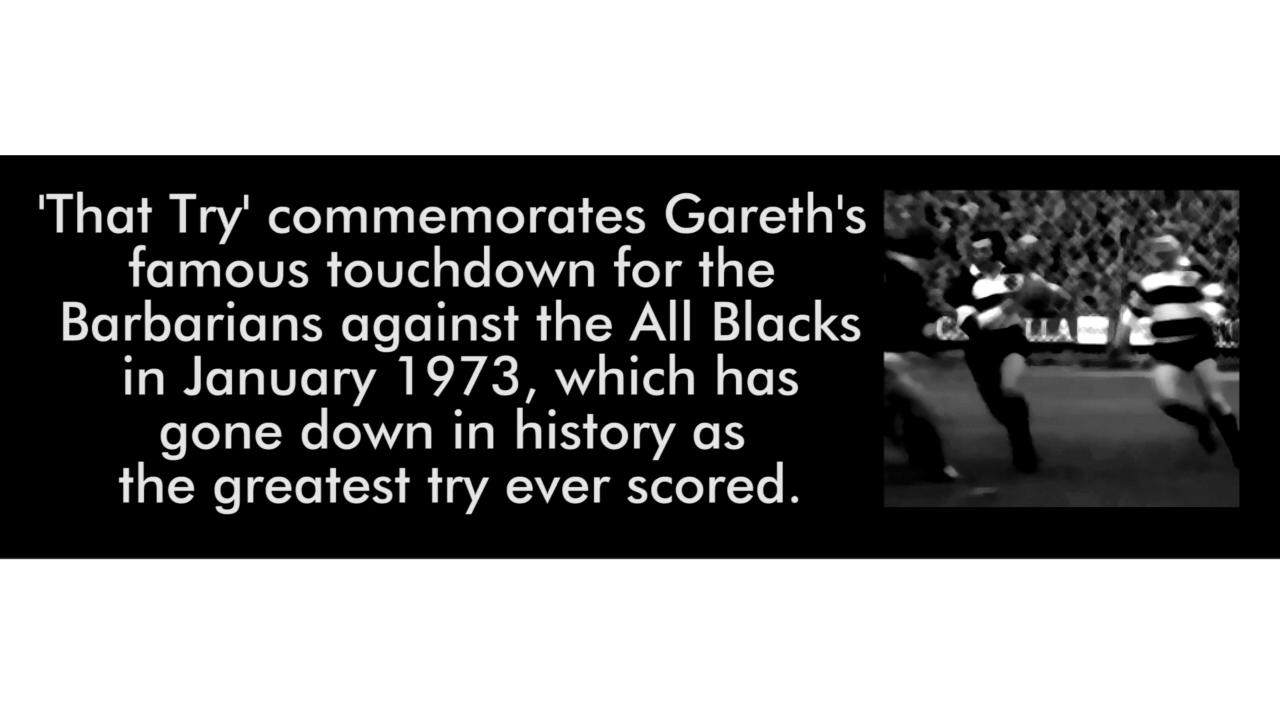 'That Try' commemorates Gareth's
famous touchdown for the
Barbarians against the All Blacks
in January 1973, which has
gone down in history as
the greatest try ever scored.